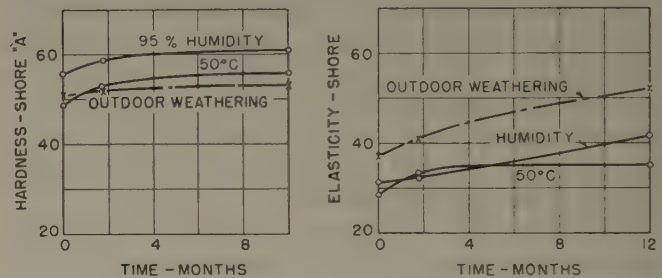 HARDNESS - SHORE "A"
60
40
20
95 % HUMIDITY
50°C
OUTDOOR WEATHERING
0 4 8
TIME - MONTHS
ELASTICITY - SHORE
60
40
20
OUTDOOR WEATHERING
HUMIDITY
50°C
0 4 8 12
TIME - MONTHS